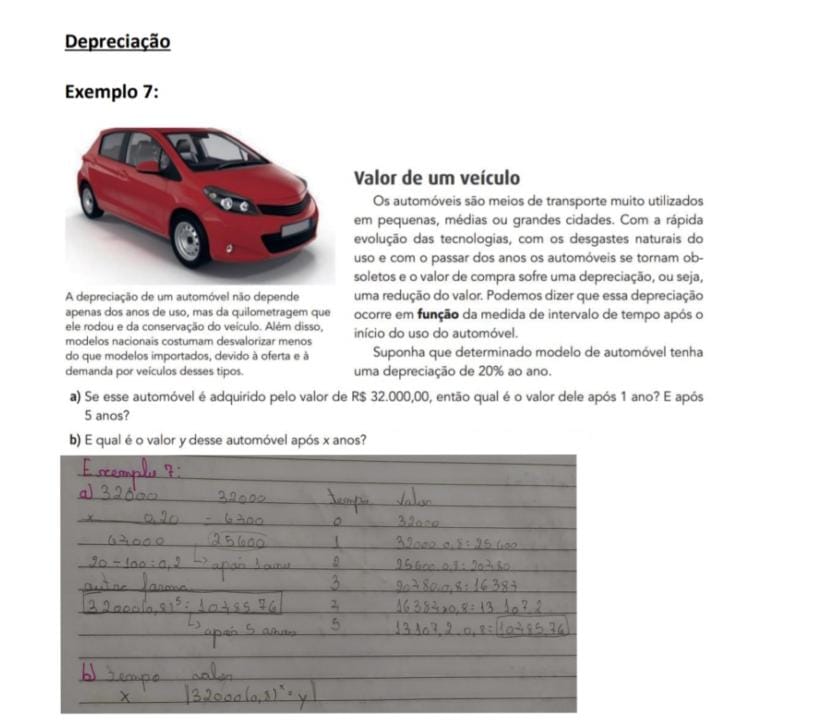 Depreciação
Exemplo 7:
Valor de um veículo
Os automóveis são meios de transporte muito utilizados
em pequenas, médias ou grandes cidades. Com a rápida
evolução das tecnologias, com os desgastes naturais do
uso e com o passar dos anos os automóveis se tornam ob-
soletos e o valor de compra sofre uma depreciação, ou seja,
uma redução do valor. Podemos dizer que essa depreciação
ocorre em função da medida de intervalo de tempo após o
início do uso do automóvel.
Suponha que determinado modelo de automóvel tenha
uma depreciação de 20% ao ano.
A depreciação de um automóvel não depende
apenas dos anos de uso, mas da quilometragem que
ele rodou e da conservação do veículo. Além disso,
modelos nacionais costumam desvalorizar menos
do que modelos importados, devido à oferta e à
demanda por veículos desses tipos.
a) Se esse automóvel é adquirido pelo valor de R$ 32.000,00, então qual é o valor dele após 1 ano? E após
5 anos?
b) E qual é o valor y desse automóvel após x anos?
Exemplo 7:
a) 32000 32000 tempo valor
x 0,20 - 6400 0 32000
64000 25600 1 32000.0,8=25600
20÷100=0,2 ↳ após 1 ano 2 25600.0,8=20480
outra forma 3 20480.0,8=16384
32000(0,8)⁵=10485,76 16384.0,8=13107,2
↳ após 5 anos 5 13107,2.0,8=10485,76
b) tempo valor
x 32000(0,8)ˣ=y